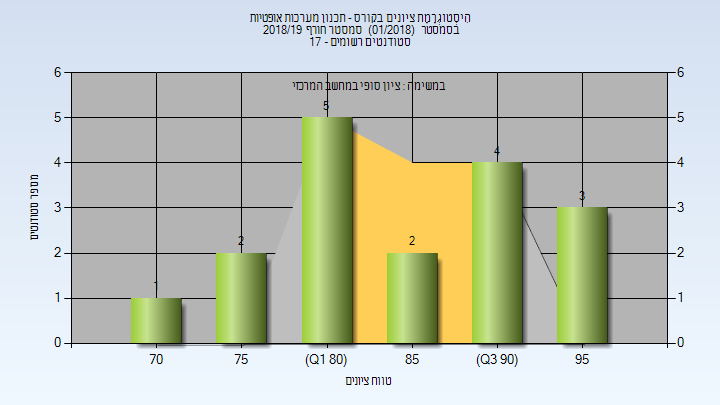 הִיסטוגרמת ציונים בקורס - תכנון מערכות אופטיות
בסמסטר (01/2018) סמסטר חורף 2018/19
סטודנטים רשומים - 17
במשימה : ציון סופי במחשב המרכזי
6 6
5 5
4 4
3 3
2 2
1 1
0 0
1 2 5 2 4 3
מספר סטודנטים
70 75 (Q1 80) 85 (Q3 90) 95
טווח ציונים